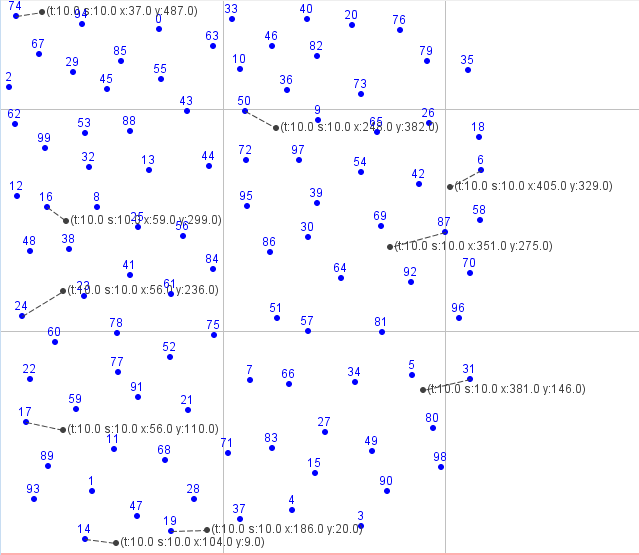 74 94 (t:10.0 s:10.0 x:37.0 y:487.0) 0 33 40 20 76
67 29 85 63 46 82 79 35
2 45 55 10 36 73
62 53 88 43 50 9 (t:10.0 s:10.0 x:248.0 y:382.0) 65 26 18
99 32 13 44 72 97 54 42 6 (t:10.0 s:10.0 x:405.0 y:329.0)
12 16 8 (t:10.0 s:10.0 x:59.0 y:299.0) 25 56 95 39 69 87 58
48 38 86 30 (t:10.0 s:10.0 x:351.0 y:275.0)
41 84 64 92 70
24 (t:10.0 s:10.0 x:56.0 y:236.0) 23 61 51 57 81 96
60 78 75
22 77 52 7 66 34 5 31 (t:10.0 s:10.0 x:381.0 y:146.0)
17 59 91 21 (t:10.0 s:10.0 x:56.0 y:110.0) 27 80
89 11 68 71 83 15 49 98
93 1 47 28 37 4 90 3
14 (t:10.0 s:10.0 x:104.0 y:9.0) 19 (t:10.0 s:10.0 x:186.0 y:20.0)